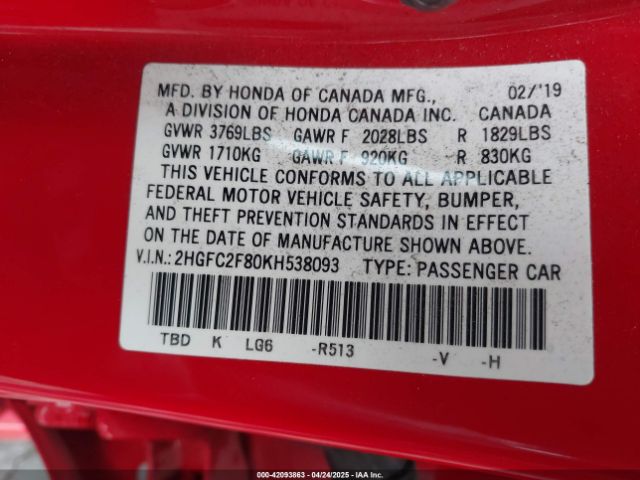 MFD. BY HONDA OF CANADA MFG., 02/'19
A DIVISION OF HONDA CANADA INC. CANADA
GVWR 3769LBS GAWR F 2028LBS R 1829LBS
GVWR 1710KG GAWR F 920KG R 830KG
THIS VEHICLE CONFORMS TO ALL APPLICABLE
FEDERAL MOTOR VEHICLE SAFETY, BUMPER,
AND THEFT PREVENTION STANDARDS IN EFFECT
ON THE DATE OF MANUFACTURE SHOWN ABOVE.
V.I.N.: 2HGFC2F80KH538093 TYPE: PASSENGER CAR
TBD K LG6 -R513 -V -H
000-42093863 - 04/24/2025 - IAA Inc.